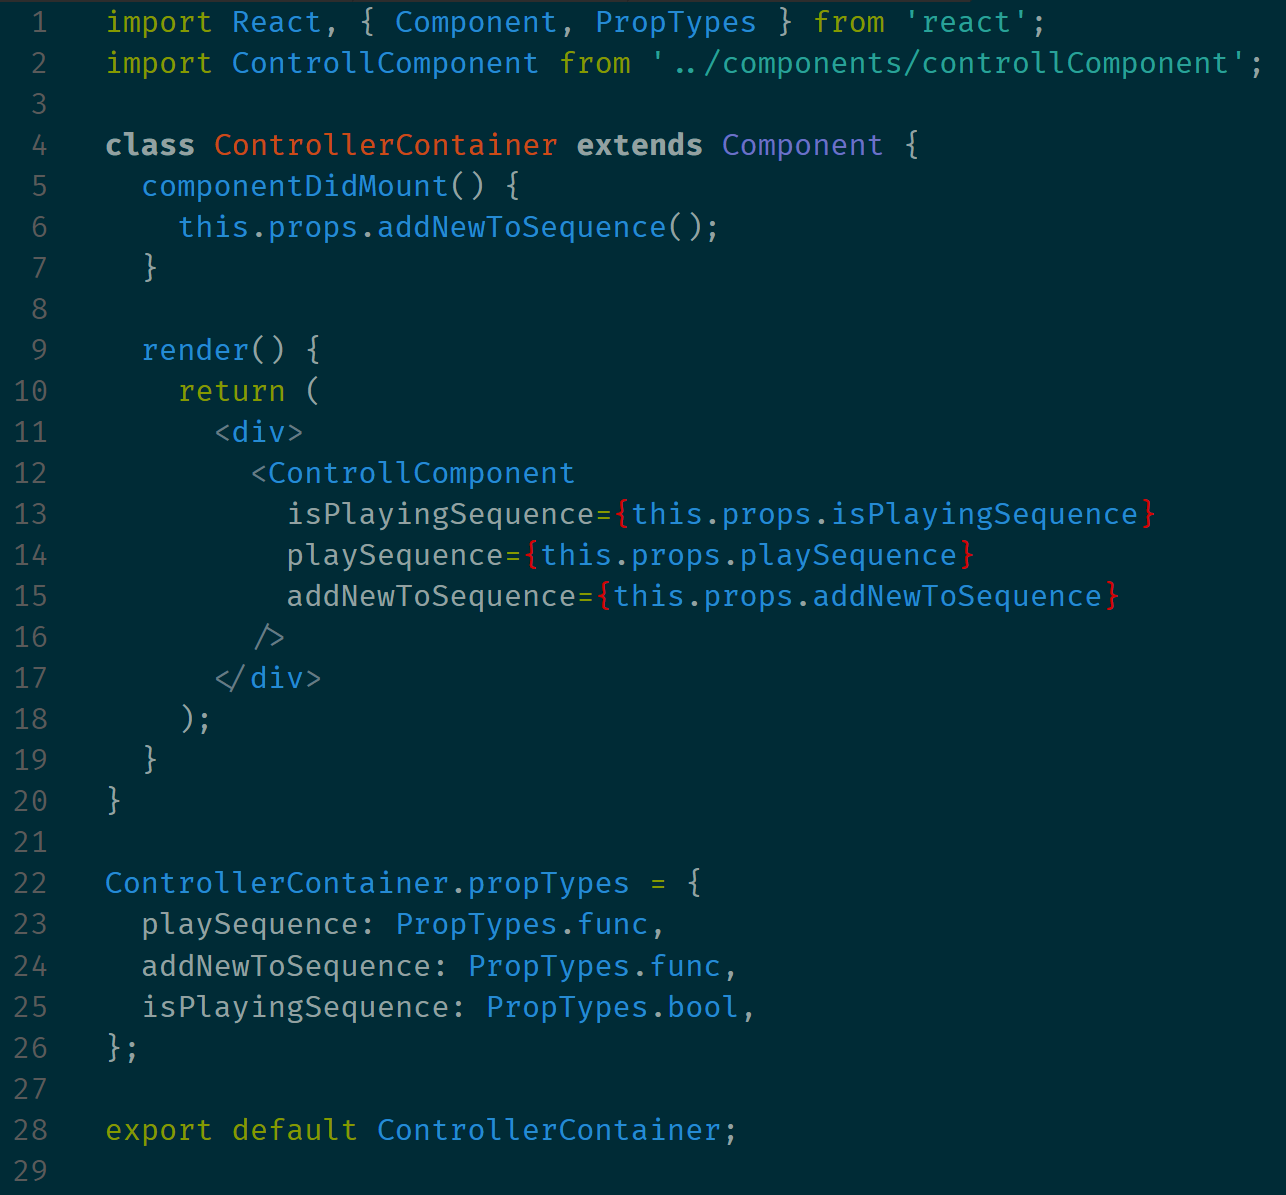 1 import React, { Component, PropTypes } from 'react';
2 import ControllComponent from '../components/controllComponent';
3
4 class ControllerContainer extends Component {
5   componentDidMount() {
6     this.props.addNewToSequence();
7   }
8
9   render() {
10     return (
11       <div>
12         <ControllComponent
13           isPlayingSequence={this.props.isPlayingSequence}
14           playSequence={this.props.playSequence}
15           addNewToSequence={this.props.addNewToSequence}
16         />
17       </div>
18     );
19   }
20 }
21
22 ControllerContainer.propTypes = {
23   playSequence: PropTypes.func,
24   addNewToSequence: PropTypes.func,
25   isPlayingSequence: PropTypes.bool,
26 };
27
28 export default ControllerContainer;
29